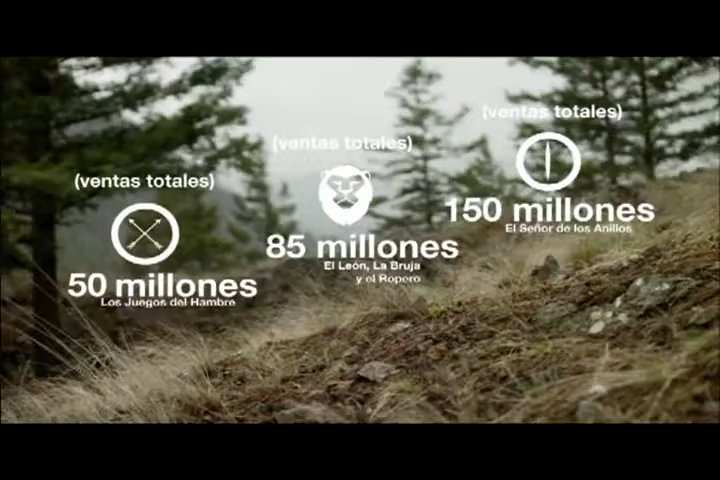 (ventas totales)
50 millones
Los Juegos del Hambre
(ventas totales)
85 millones
El León, La Bruja
y el Ropero
(ventas totales)
150 millones
El Señor de los Anillos